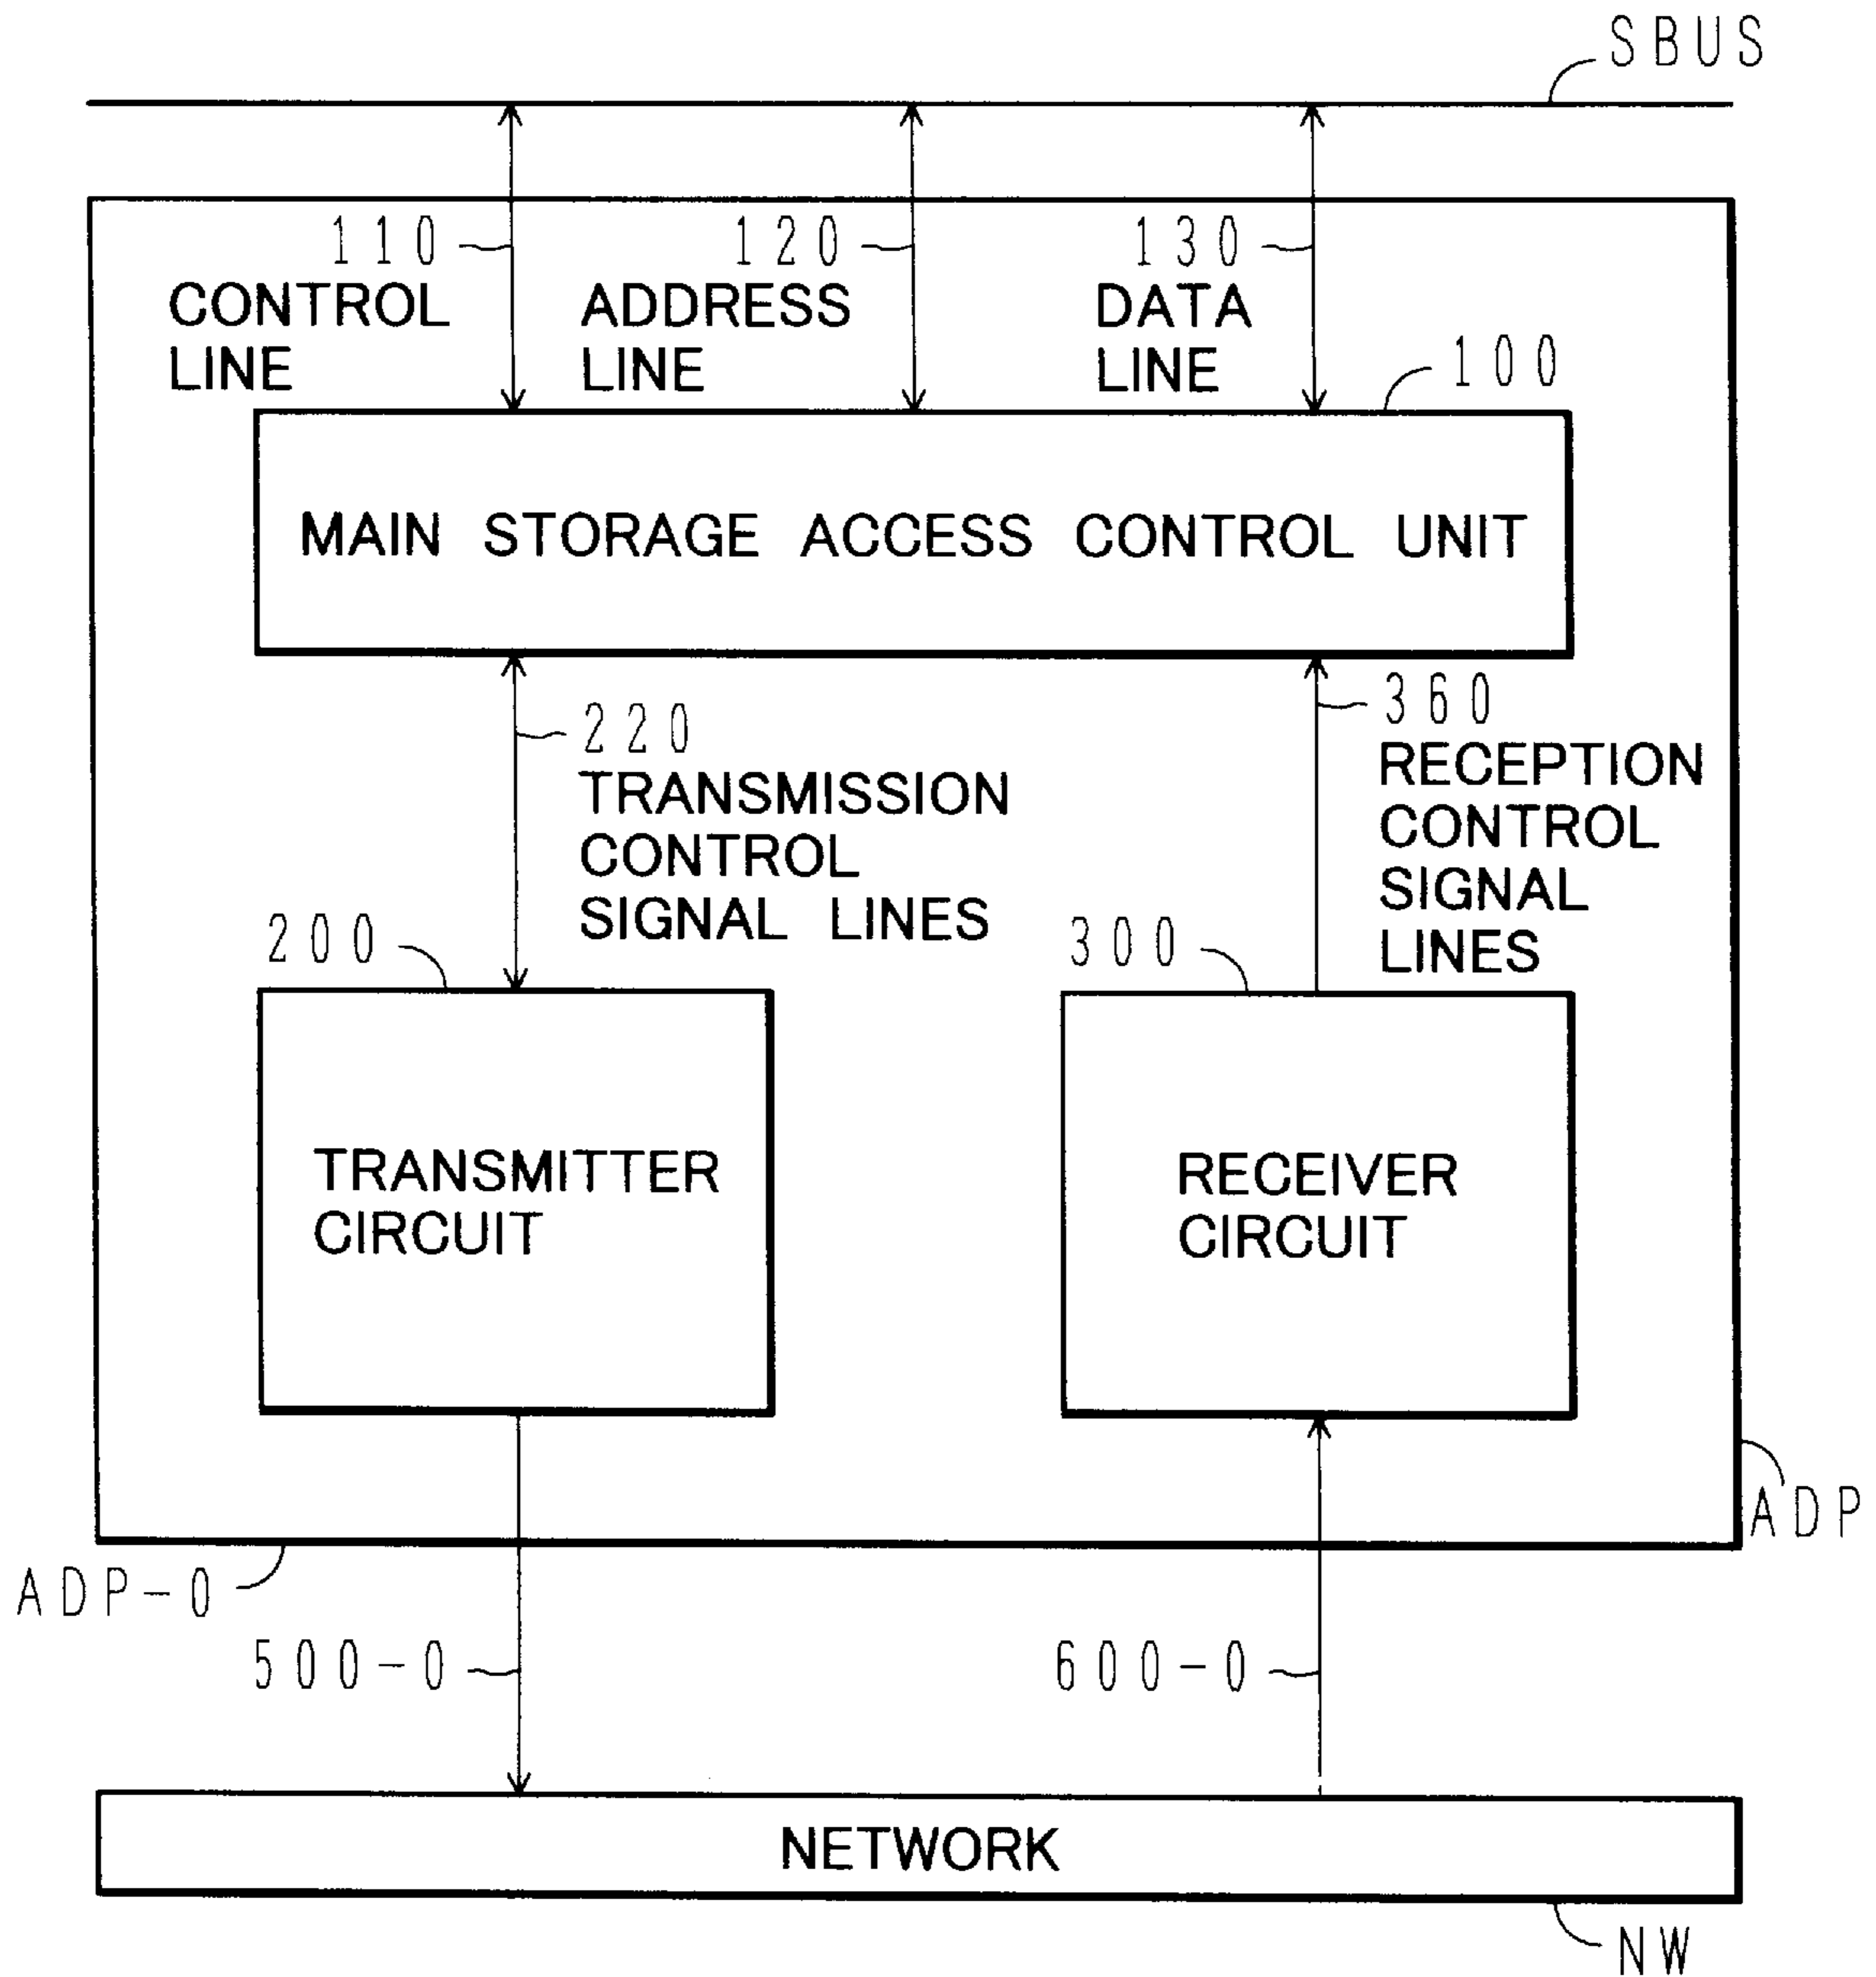 SBUS
110
CONTROL
LINE
120
ADDRESS
LINE
130
DATA
LINE
100
MAIN STORAGE ACCESS CONTROL UNIT
220
TRANSMISSION
CONTROL
SIGNAL LINES
360
RECEPTION
CONTROL
SIGNAL
LINES
200
TRANSMITTER
CIRCUIT
300
RECEIVER
CIRCUIT
ADP
ADP-0
500-0
600-0
NETWORK
NW